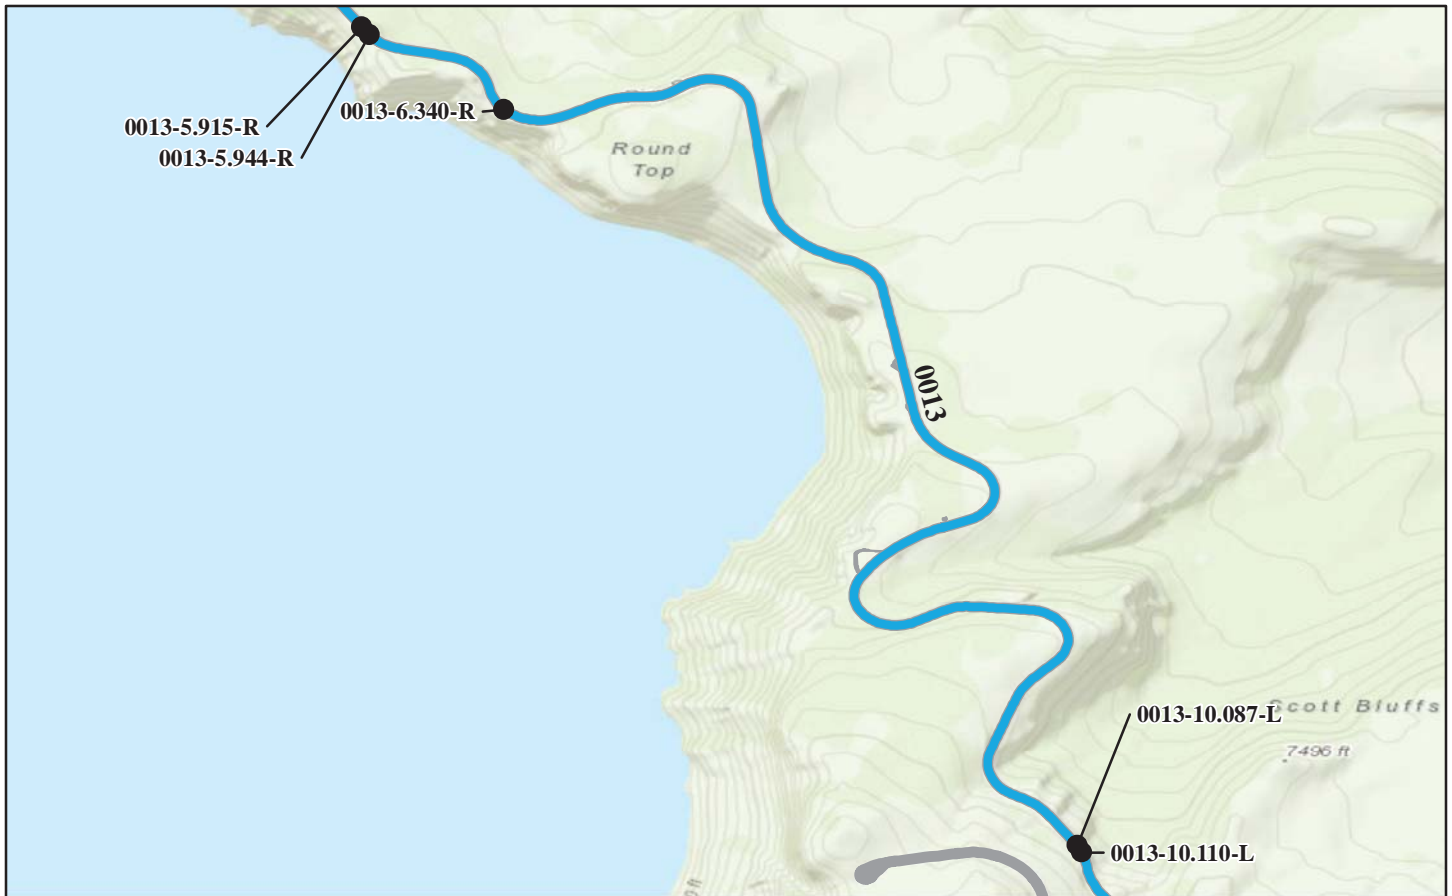 0013-6.340-R
0013-5.915-R
0013-5.944-R
Round
Top
0013
0013-10.087-L
Scott Bluffs
7496 ft
0013-10.110-L